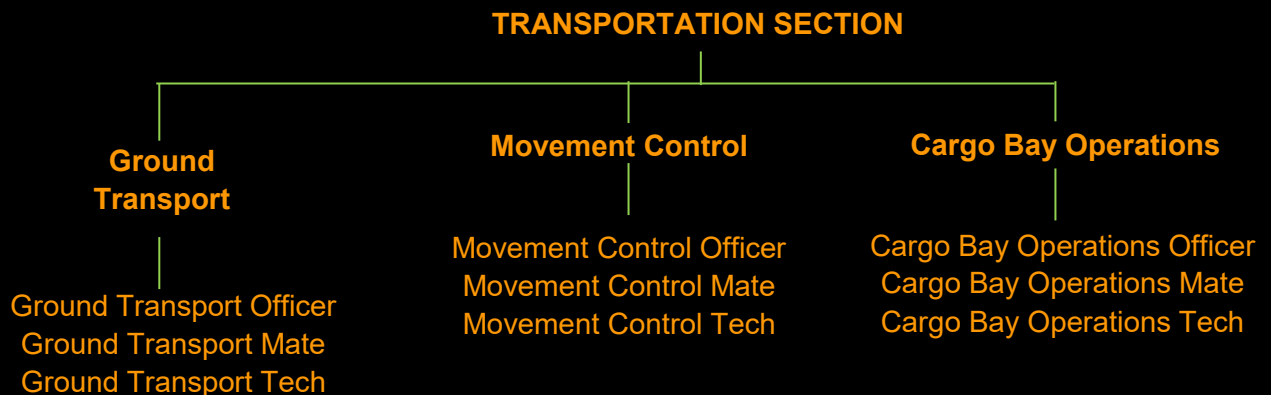 TRANSPORTATION SECTION
Ground
Transport
Movement Control
Cargo Bay Operations
Ground Transport Officer
Ground Transport Mate
Ground Transport Tech
Movement Control Officer
Movement Control Mate
Movement Control Tech
Cargo Bay Operations Officer
Cargo Bay Operations Mate
Cargo Bay Operations Tech